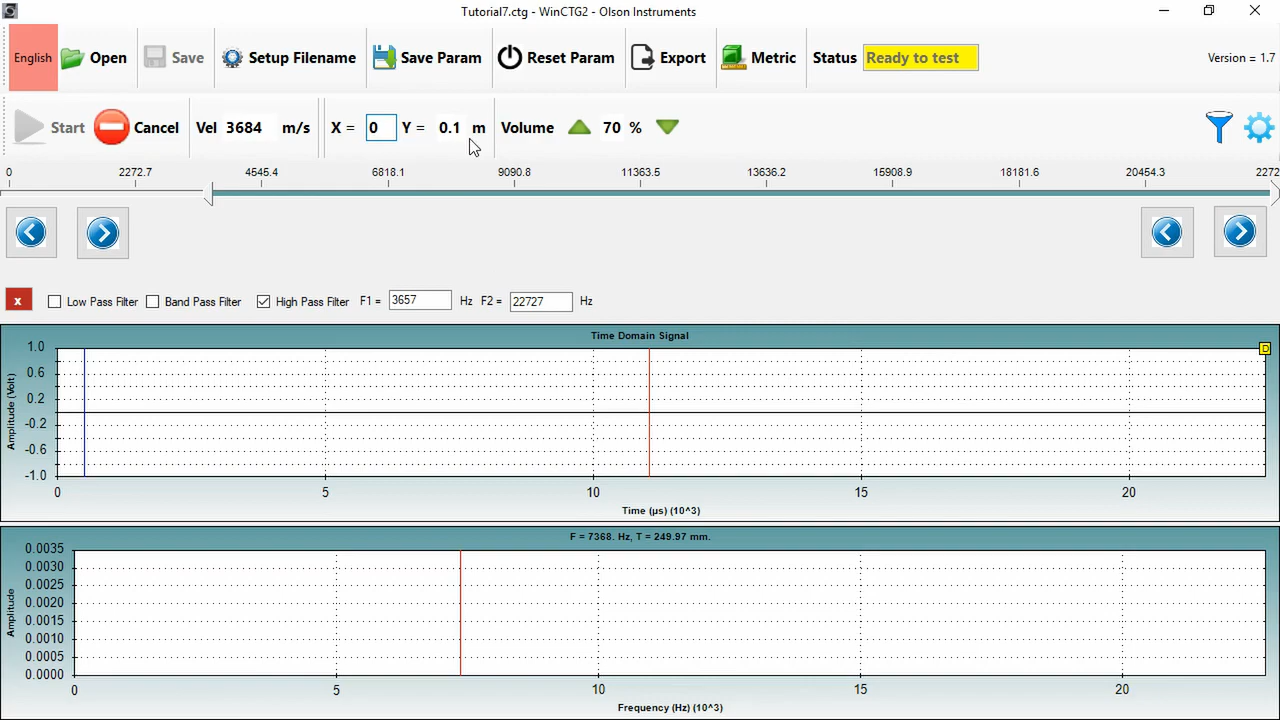 Tutorial7.ctg - WinCTG2 - Olson Instruments
English Open Save Setup Filename Save Param Reset Param Export Metric Status Ready to test Version = 1.7
Start Cancel Vel 3684 m/s X = 0 Y = 0.1 m Volume 70 %
0 2272.7 4545.4 6818.1 9090.8 11363.5 13636.2 15908.9 18181.6 20454.3 2272
x Low Pass Filter Band Pass Filter High Pass Filter F1 = 3657 Hz F2 = 22727 Hz
Time Domain Signal
D
1.0
0.6
0.2
-0.2
-0.6
-1.0
Amplitude (Volt)
0 5 10 15 20
Time (µs) (10^3)
F = 7368. Hz, T = 249.97 mm.
0.0035
0.0030
0.0025
0.0020
0.0015
0.0010
0.0005
0.0000
Amplitude
0 5 10 15 20
Frequency (Hz) (10^3)